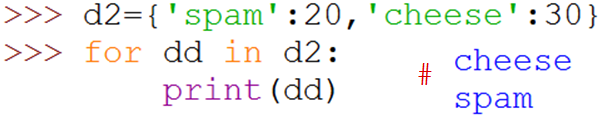 >>> d2={'spam':20,'cheese':30}
>>> for dd in d2:
print(dd)
# cheese
spam